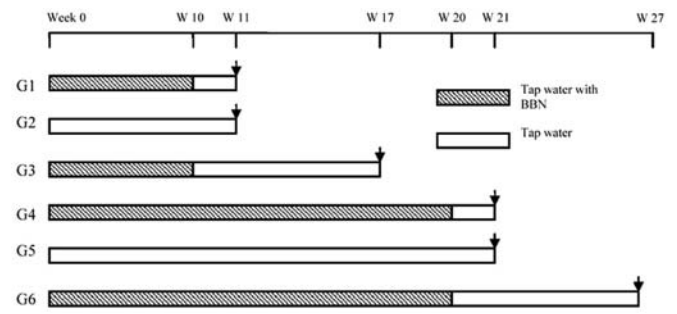 Week 0 W 10 W 11 W 17 W 20 W 21 W 27
G1
Tap water with
BBN
G2
Tap water
G3
G4
G5
G6